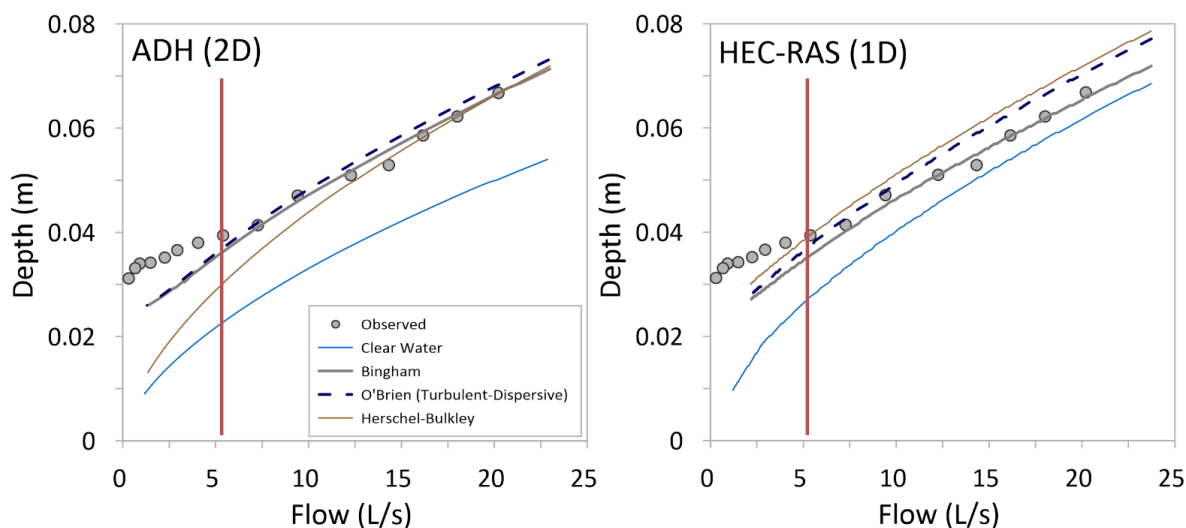 ADH (2D)
Depth (m)
0.08
0.06
0.04
0.02
0
0 5 10 15 20 25
Flow (L/s)
Observed
Clear Water
Bingham
O'Brien (Turbulent-Dispersive)
Herschel-Bulkley
HEC-RAS (1D)
Depth (m)
0.08
0.06
0.04
0.02
0
0 5 10 15 20 25
Flow (L/s)